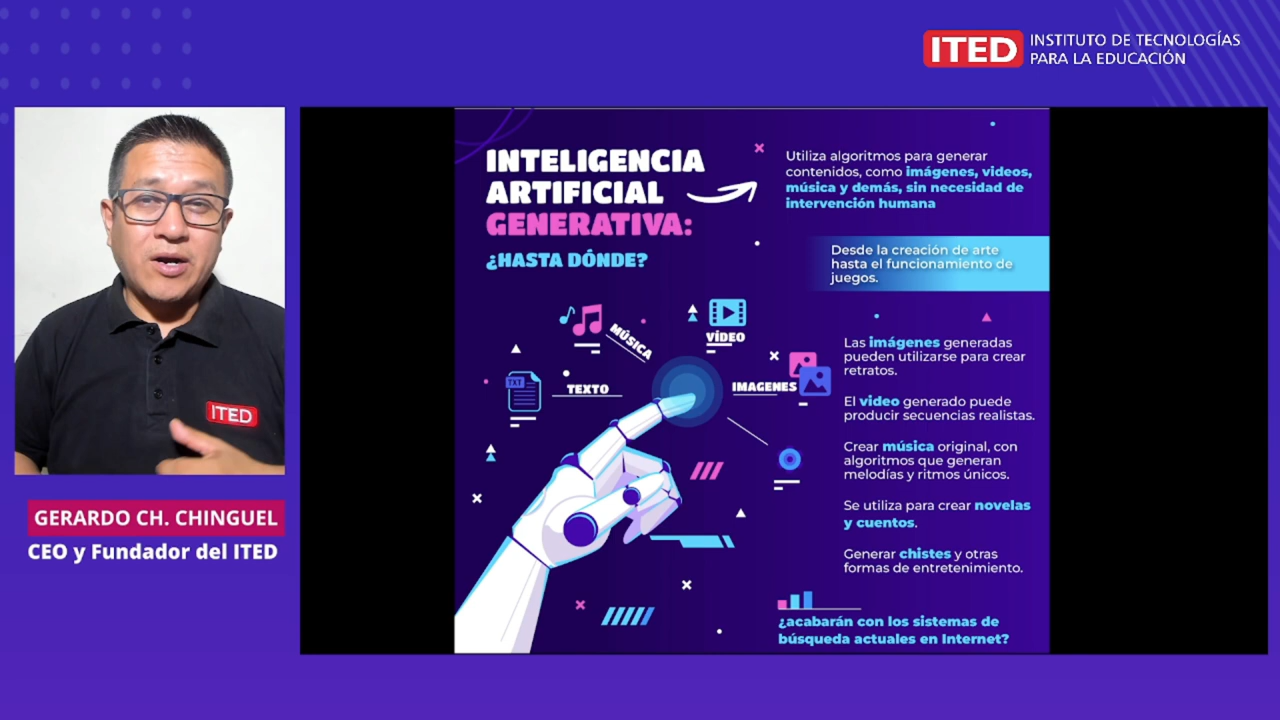 ITED INSTITUTO DE TECNOLOGÍAS
PARA LA EDUCACIÓN
ITED
GERARDO CH. CHINGUEL
CEO y Fundador del ITED
INTELIGENCIA
ARTIFICIAL
GENERATIVA:
¿HASTA DÓNDE?
Utiliza algoritmos para generar
contenidos, como imágenes, videos,
música y demás, sin necesidad de
intervención humana
Desde la creación de arte
hasta el funcionamiento de
juegos.
MÚSICA
VÍDEO
TXT
TEXTO
IMAGENES
Las imágenes generadas
pueden utilizarse para crear
retratos.
El video generado puede
producir secuencias realistas.
Crear música original, con
algoritmos que generan
melodías y ritmos únicos.
Se utiliza para crear novelas
y cuentos.
Generar chistes y otras
formas de entretenimiento.
¿acabarán con los sistemas de
búsqueda actuales en Internet?